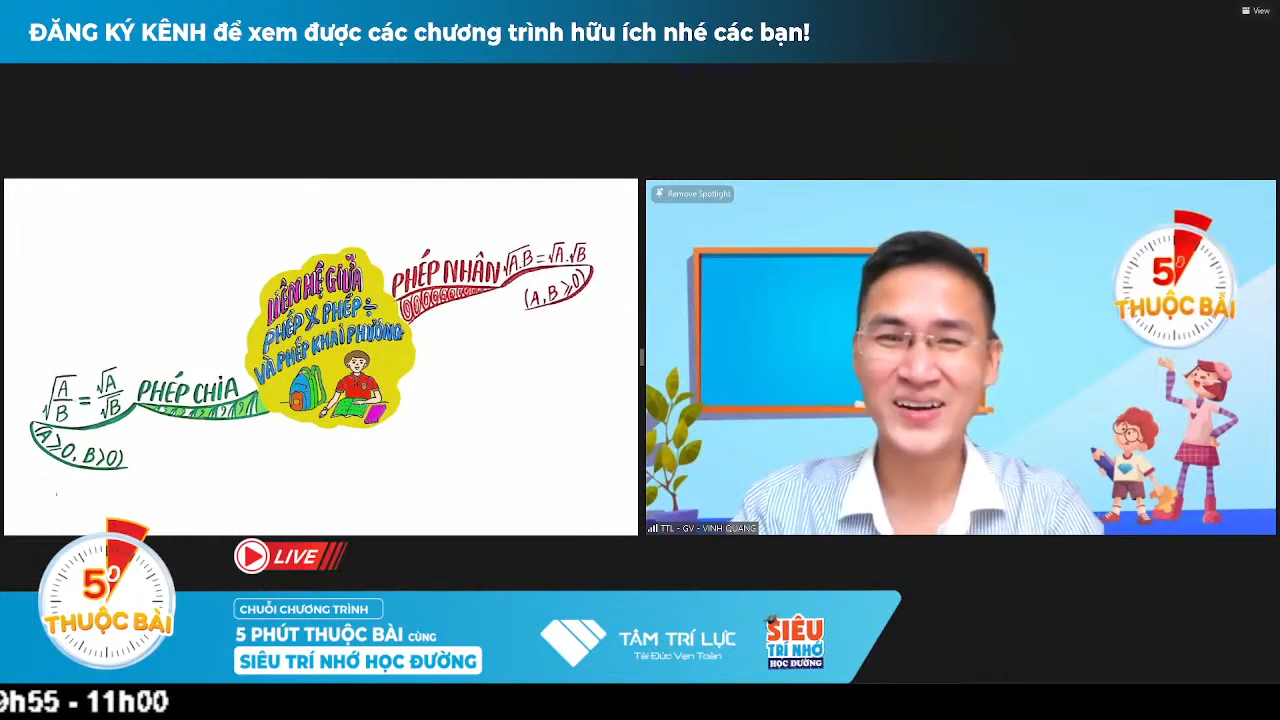 ĐĂNG KÝ KÊNH để xem được các chương trình hữu ích nhé các bạn!
View
Remove Spotlight
5'
THUỘC BÀI
LIÊN HỆ GIỮA
PHÉP X PHÉP ÷
VÀ PHÉP KHAI PHƯƠNG
PHÉP NHÂN √A.B = √A.√B
(A, B ≥ 0)
PHÉP CHIA
√A/B = √A/√B
(A ≥ 0, B > 0)
TTL - GV - VINH QUANG
LIVE
5'
THUỘC BÀI
CHUỖI CHƯƠNG TRÌNH
5 PHÚT THUỘC BÀI CÙNG
SIÊU TRÍ NHỚ HỌC ĐƯỜNG
TÂM TRÍ LỰC
Tài Đức Vẹn Toàn
SIÊU
TRÍ NHỚ
HỌC ĐƯỜNG
9h55 - 11h00